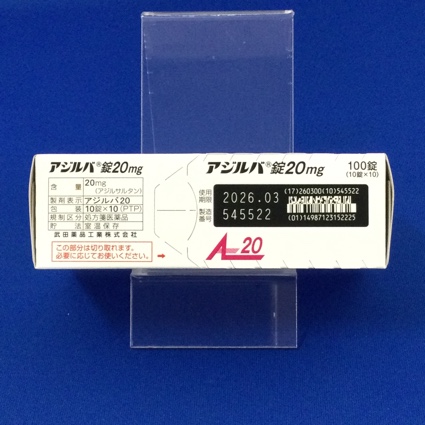 アジルバ®錠20mg
含 量 20mg
(アジルサルタン)
製剤表示 アジルバ20
包 装 10錠×10(PTP)
規制区分 処方箋医薬品
貯 法 室温保存
武田薬品工業株式会社
この部分は切り取れます。
必要に応じてお使いください。
アジルバ®錠20mg
100錠
(10錠×10)
使用
期限 2026.03
製造
番号 545522
(17)260300(10)545522
(01)14987123152225
A 20